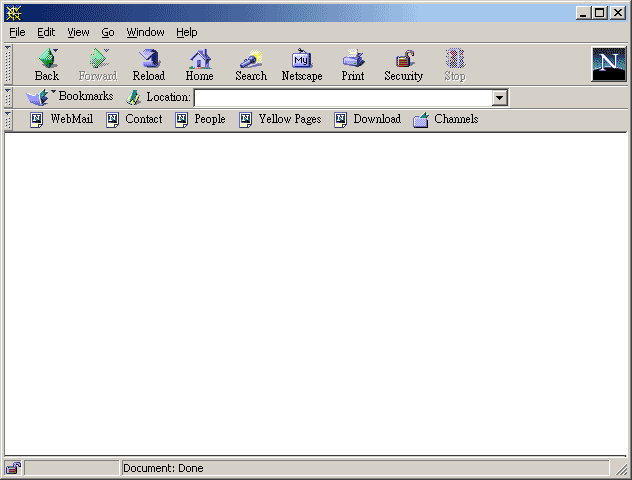 File Edit View Go Window Help
Back Forward Reload Home Search My Netscape Print Security Stop N
Bookmarks Location:
WebMail Contact People Yellow Pages Download Channels
Document: Done